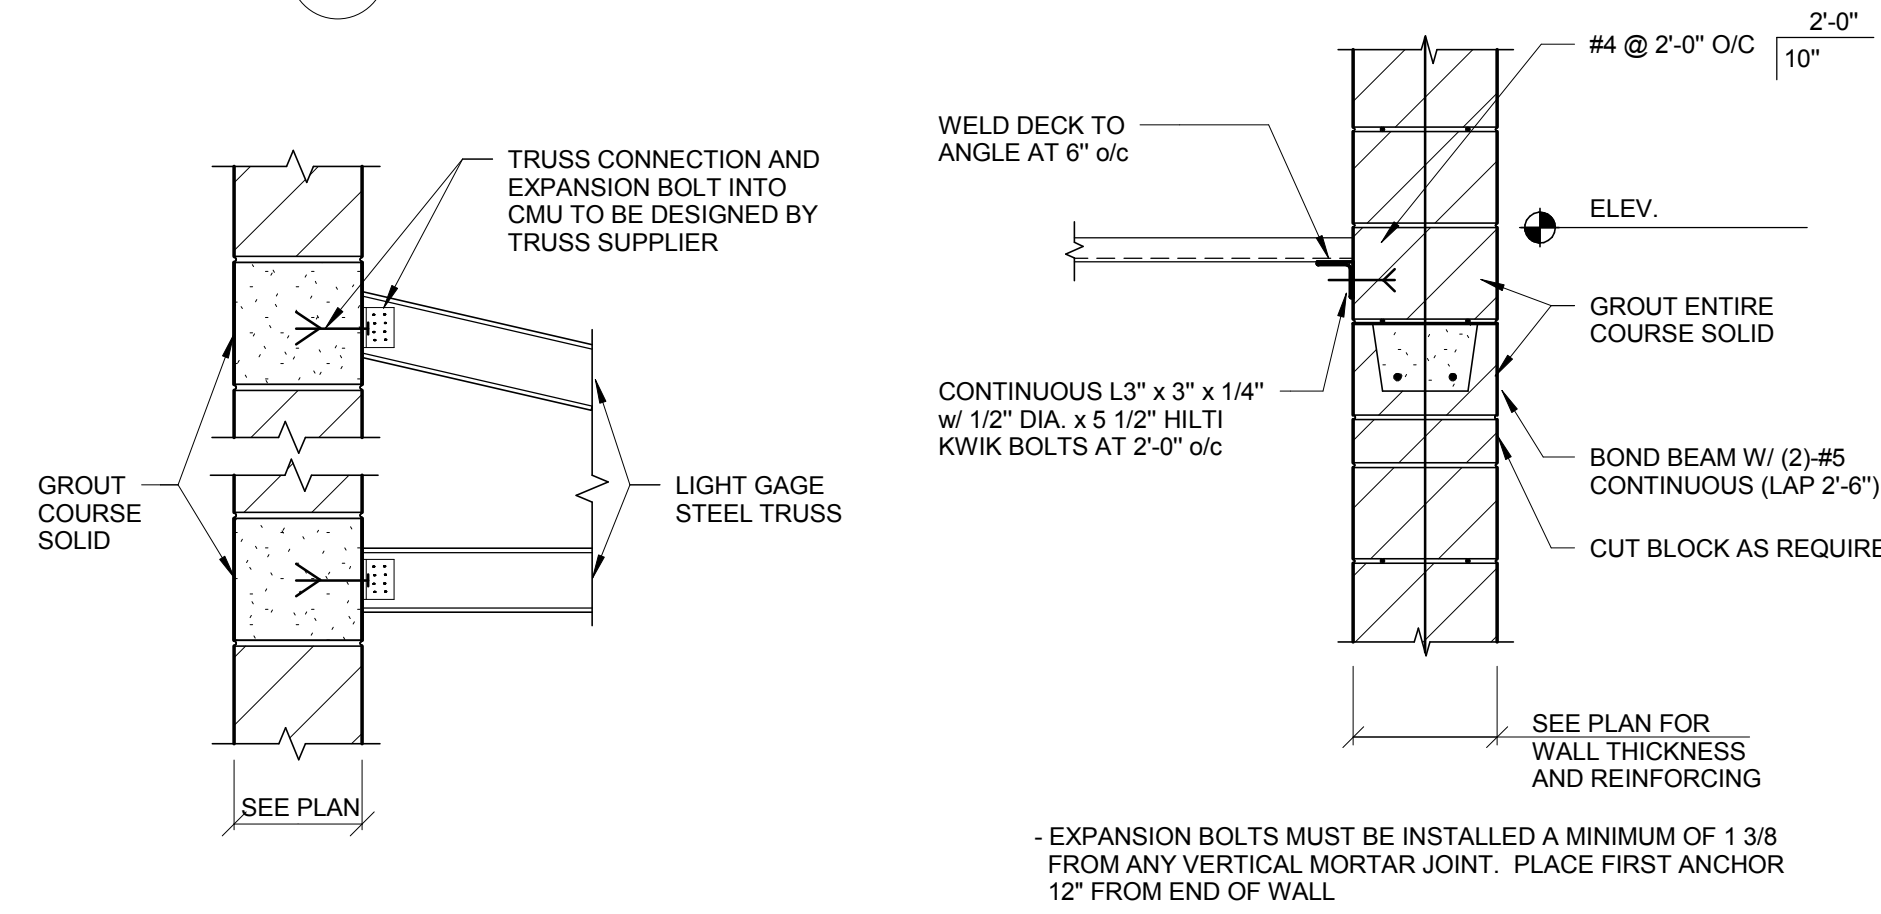 TRUSS CONNECTION AND
EXPANSION BOLT INTO
CMU TO BE DESIGNED BY
TRUSS SUPPLIER
GROUT
COURSE
SOLID
LIGHT GAGE
STEEL TRUSS
SEE PLAN
#4 @ 2'-0" O/C
2'-0"
10"
WELD DECK TO
ANGLE AT 6" o/c
ELEV.
GROUT ENTIRE
COURSE SOLID
CONTINUOUS L3" x 3" x 1/4"
w/ 1/2" DIA. x 5 1/2" HILTI
KWIK BOLTS AT 2'-0" o/c
BOND BEAM W/ (2)-#5
CONTINUOUS (LAP 2'-6")
CUT BLOCK AS REQUIRE
SEE PLAN FOR
WALL THICKNESS
AND REINFORCING
- EXPANSION BOLTS MUST BE INSTALLED A MINIMUM OF 1 3/8
FROM ANY VERTICAL MORTAR JOINT. PLACE FIRST ANCHOR
12" FROM END OF WALL